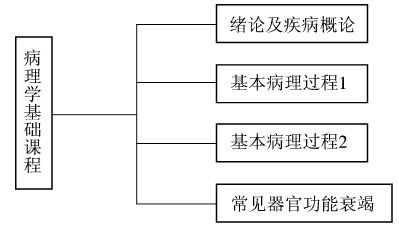 病理学基础课程
绪论及疾病概论
基本病理过程1
基本病理过程2
常见器官功能衰竭